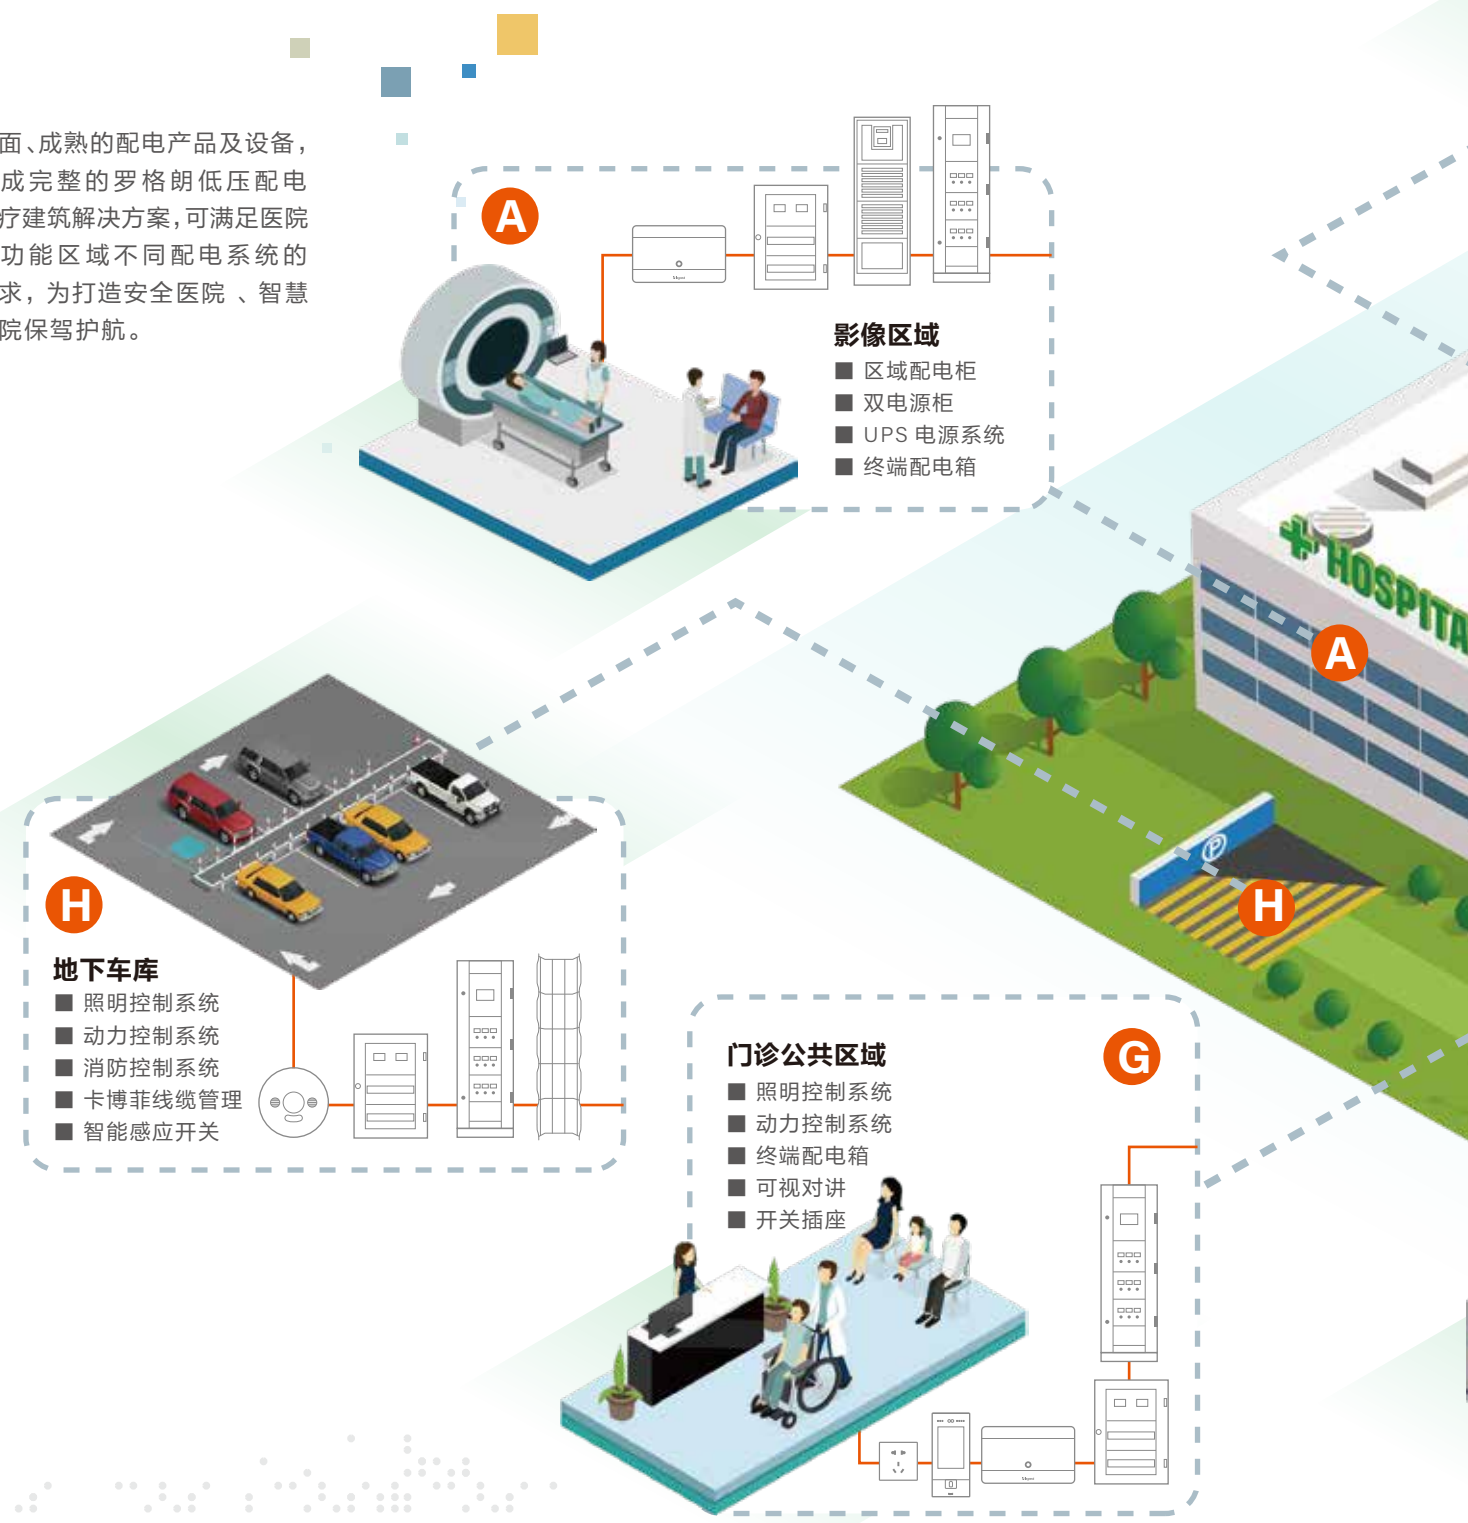 面、成熟的配电产品及设备，
成完整的罗格朗低压配电
疗建筑解决方案，可满足医院
功能区域不同配电系统的
求，为打造安全医院、智慧
院保驾护航。
A
影像区域
■ 区域配电柜
■ 双电源柜
■ UPS 电源系统
■ 终端配电箱
HOSPITA
A
P
H
H
地下车库
■ 照明控制系统
■ 动力控制系统
■ 消防控制系统
■ 卡博菲线缆管理
■ 智能感应开关
G
门诊公共区域
■ 照明控制系统
■ 动力控制系统
■ 终端配电箱
■ 可视对讲
■ 开关插座